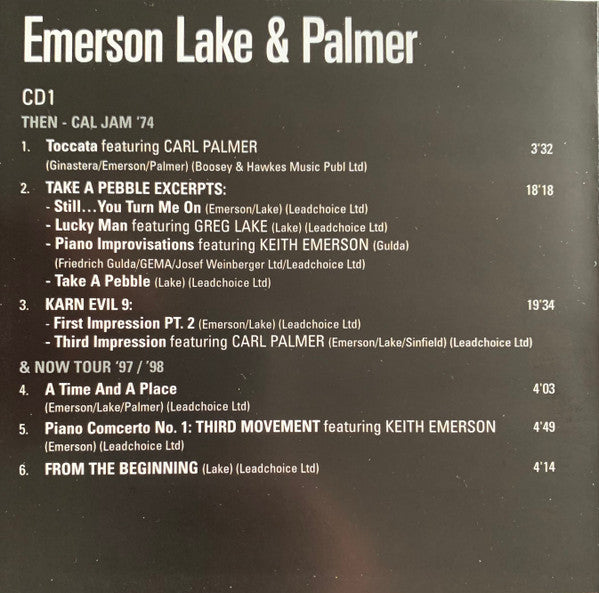 Emerson Lake & Palmer
CD1
THEN - CAL JAM '74
1. Toccata featuring CARL PALMER 3'32
(Ginastera/Emerson/Palmer) (Boosey & Hawkes Music Publ Ltd)
2. TAKE A PEBBLE EXCERPTS: 18'18
- Still...You Turn Me On (Emerson/Lake) (Leadchoice Ltd)
- Lucky Man featuring GREG LAKE (Lake) (Leadchoice Ltd)
- Piano Improvisations featuring KEITH EMERSON (Gulda)
(Friedrich Gulda/GEMA/Josef Weinberger Ltd/Leadchoice Ltd)
- Take A Pebble (Lake) (Leadchoice Ltd)
3. KARN EVIL 9: 19'34
- First Impression PT. 2 (Emerson/Lake) (Leadchoice Ltd)
- Third Impression featuring CARL PALMER (Emerson/Lake/Sinfield) (Leadchoice Ltd)
& NOW TOUR '97 / '98
4. A Time And A Place 4'03
(Emerson/Lake/Palmer) (Leadchoice Ltd)
5. Piano Comcerto No. 1: THIRD MOVEMENT featuring KEITH EMERSON 4'49
(Emerson) (Leadchoice Ltd)
6. FROM THE BEGINNING (Lake) (Leadchoice Ltd) 4'14